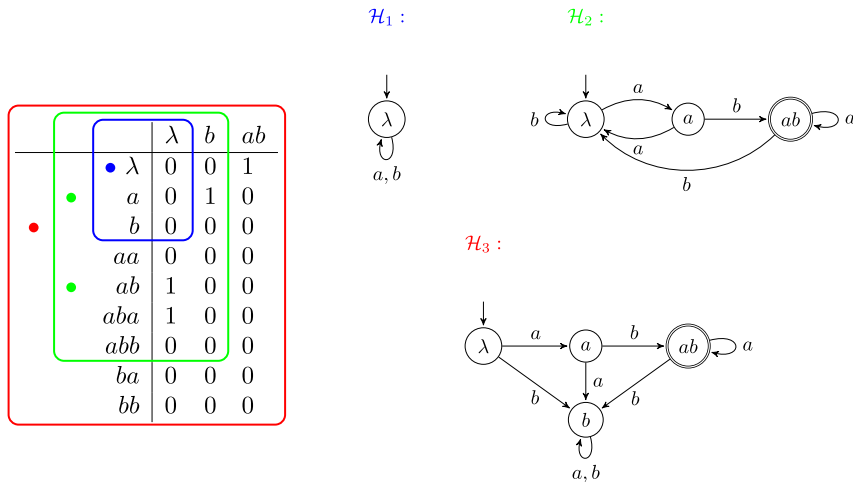 H₁ :
H₂ :
λ b ab
λ 0 0 1
a 0 1 0
b 0 0 0
aa 0 0 0
ab 1 0 0
aba 1 0 0
abb 0 0 0
ba 0 0 0
bb 0 0 0
λ
a, b
b λ a a a b ab a
b
H₃ :
λ a a b ab a
b a b
b
a, b